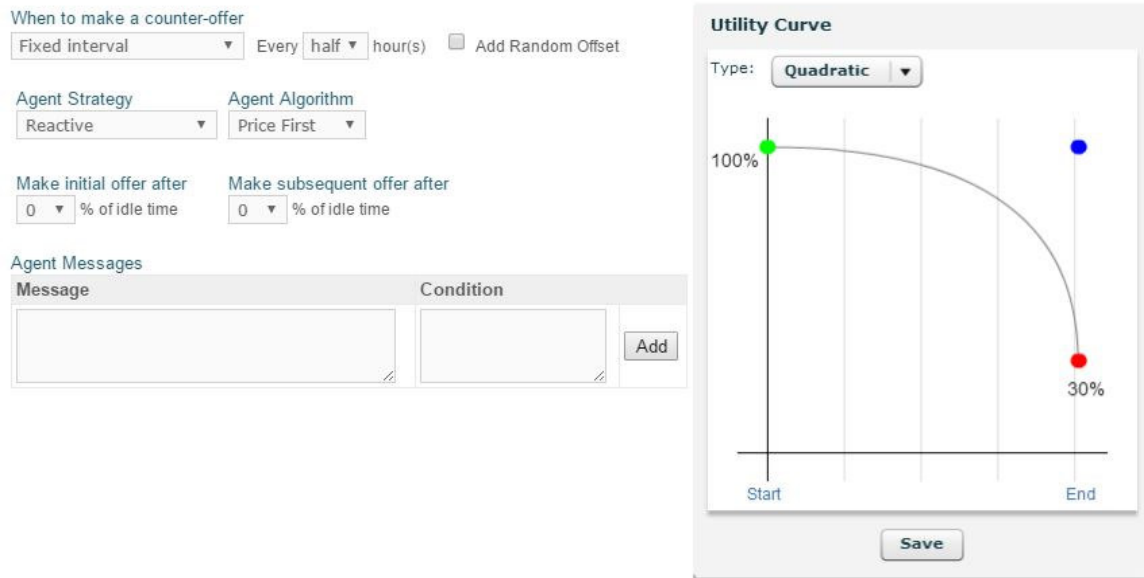 When to make a counter-offer
Fixed interval Every half hour(s) Add Random Offset
Agent Strategy Agent Algorithm
Reactive Price First
Make initial offer after Make subsequent offer after
0 % of idle time 0 % of idle time
Agent Messages
Message Condition
Add
Utility Curve
Type: Quadratic
100%
30%
Start End
Save